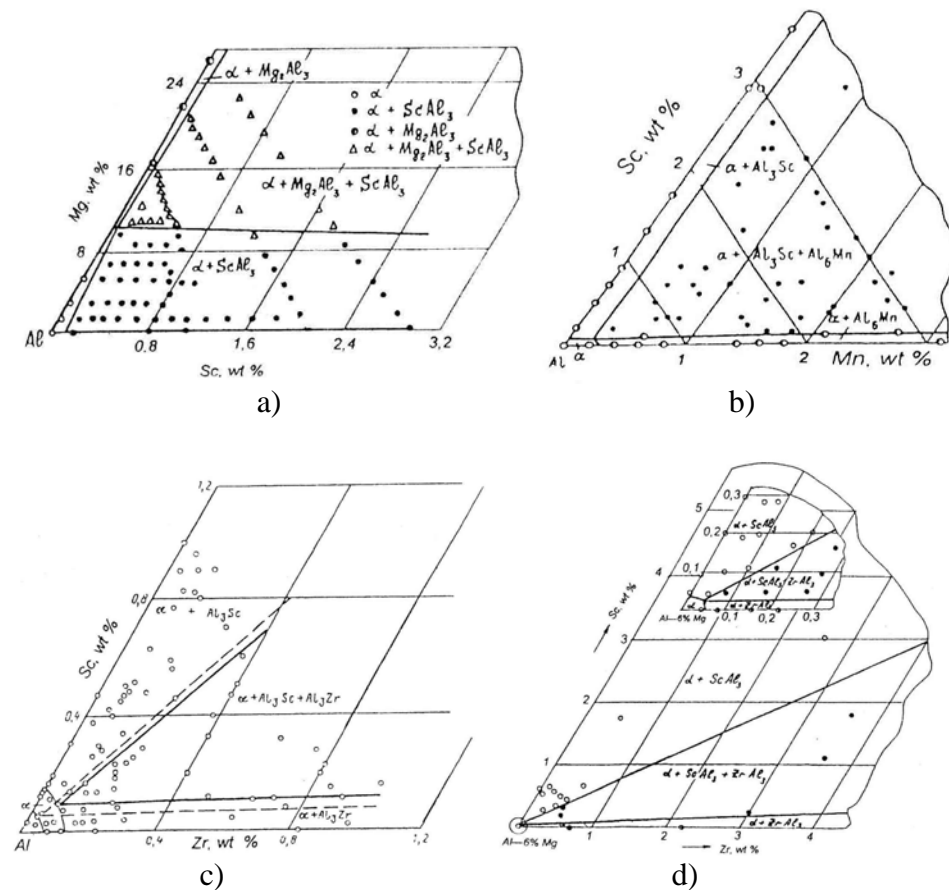 α + Mg₂Al₃
24
○ α
● α + ScAl₃
α + Mg₂Al₃
△ α + Mg₂Al₃ + ScAl₃
16
α + Mg₂Al₃ + ScAl₃
Mg, wt %
8
α + ScAl₃
Al
0.8
1,6
2,4
3,2
Sc, wt %
a)
3
Sc, wt %
2
α + Al₃Sc
1
α + Al₃Sc + Al₆Mn
α + Al₆Mn
Al
α
1
2
Mn, wt %
b)
1,2
0,8
α + Al₃Sc
Sc, wt %
α + Al₃Sc + Al₃Zr
0,4
α
α + Al₃Zr
Al
0,4
Zr, wt %
0,8
1,2
c)
0,3
5
α + ScAl₃
0,2
0,1
4
α + ScAl₃ + ZrAl₃
α
α + ZrAl₃
Al—6% Mg
0,1
0,2
0,3
Sc, wt %
3
α + ScAl₃
2
1
α + ScAl₃ + ZrAl₃
α + ZrAl₃
Al—6% Mg
1
2
3
4
Zr, wt %
d)